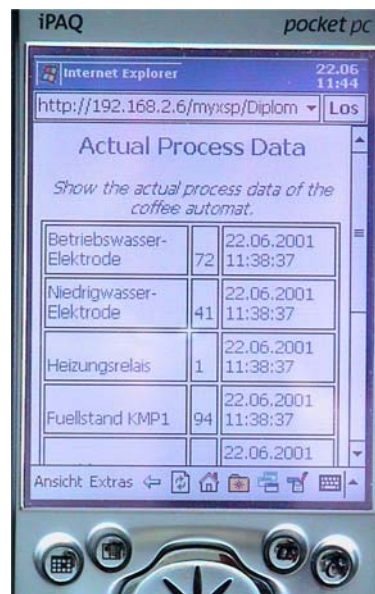 iPAQ pocket pc
Internet Explorer 22.06 11:44
http://192.168.2.6/myxsp/Diplom Los
Actual Process Data
Show the actual process data of the
coffee automat.
Betriebswasser-
Elektrode 72 22.06.2001 11:38:37
Niedrigwasser-
Elektrode 41 22.06.2001 11:38:37
Heizungsrelais 1 22.06.2001 11:38:37
Fuellstand KMP1 94 22.06.2001 11:38:37
22.06.2001
Ansicht Extras